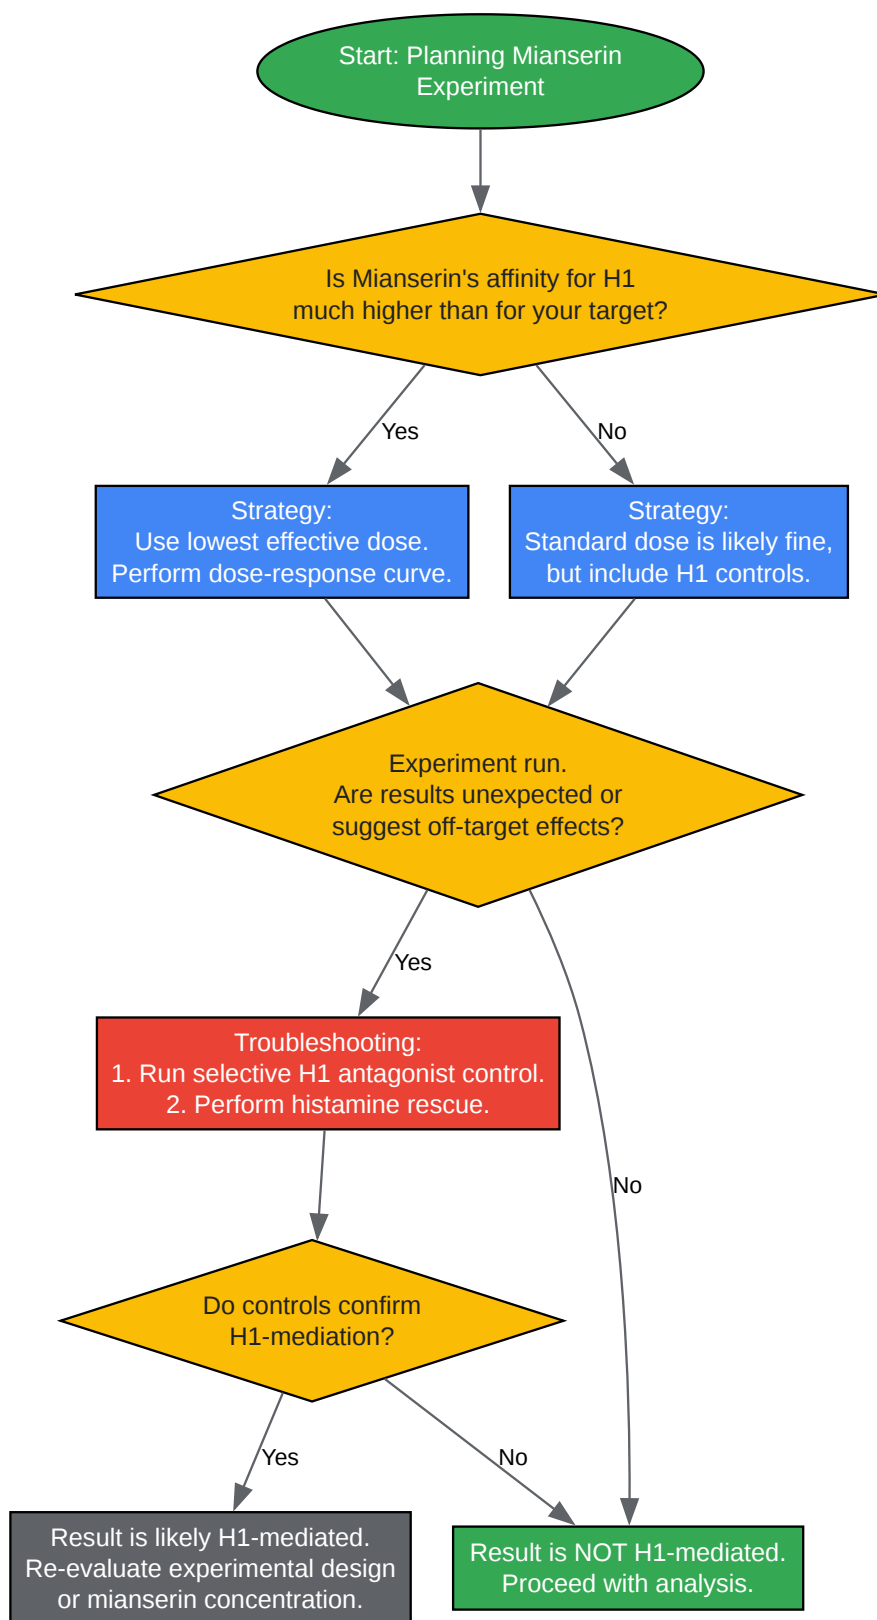 Start: Planning Mianserin
Experiment
Is Mianserin's affinity for H1
much higher than for your target?
Yes
No
Strategy:
Use lowest effective dose.
Perform dose-response curve.
Strategy:
Standard dose is likely fine,
but include H1 controls.
Experiment run.
Are results unexpected or
suggest off-target effects?
Yes
Troubleshooting:
1. Run selective H1 antagonist control.
2. Perform histamine rescue.
No
Do controls confirm
H1-mediation?
Yes
No
Result is likely H1-mediated.
Re-evaluate experimental design
or mianserin concentration.
Result is NOT H1-mediated.
Proceed with analysis.